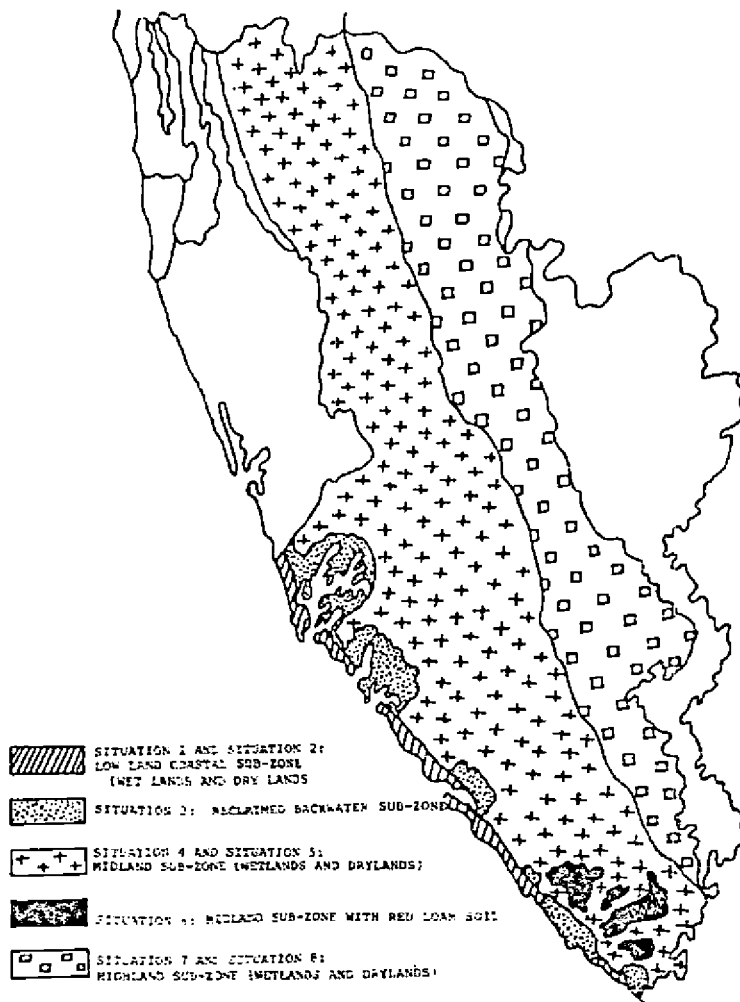 SITUATION 1 AND SITUATION 2:
LOW LAND COASTAL SUB-ZONE
(WET LANDS AND DRY LANDS
SITUATION 3: RECLAIMED BACKWATER SUB-ZONE
SITUATION 4 AND SITUATION 5:
MIDLAND SUB-ZONE (WETLANDS AND DRYLANDS)
SITUATION 6: MIDLAND SUB-ZONE WITH RED LOAM SOIL
SITUATION 7 AND SITUATION 8:
HIGHLAND SUB-ZONE (WETLANDS AND DRYLANDS)